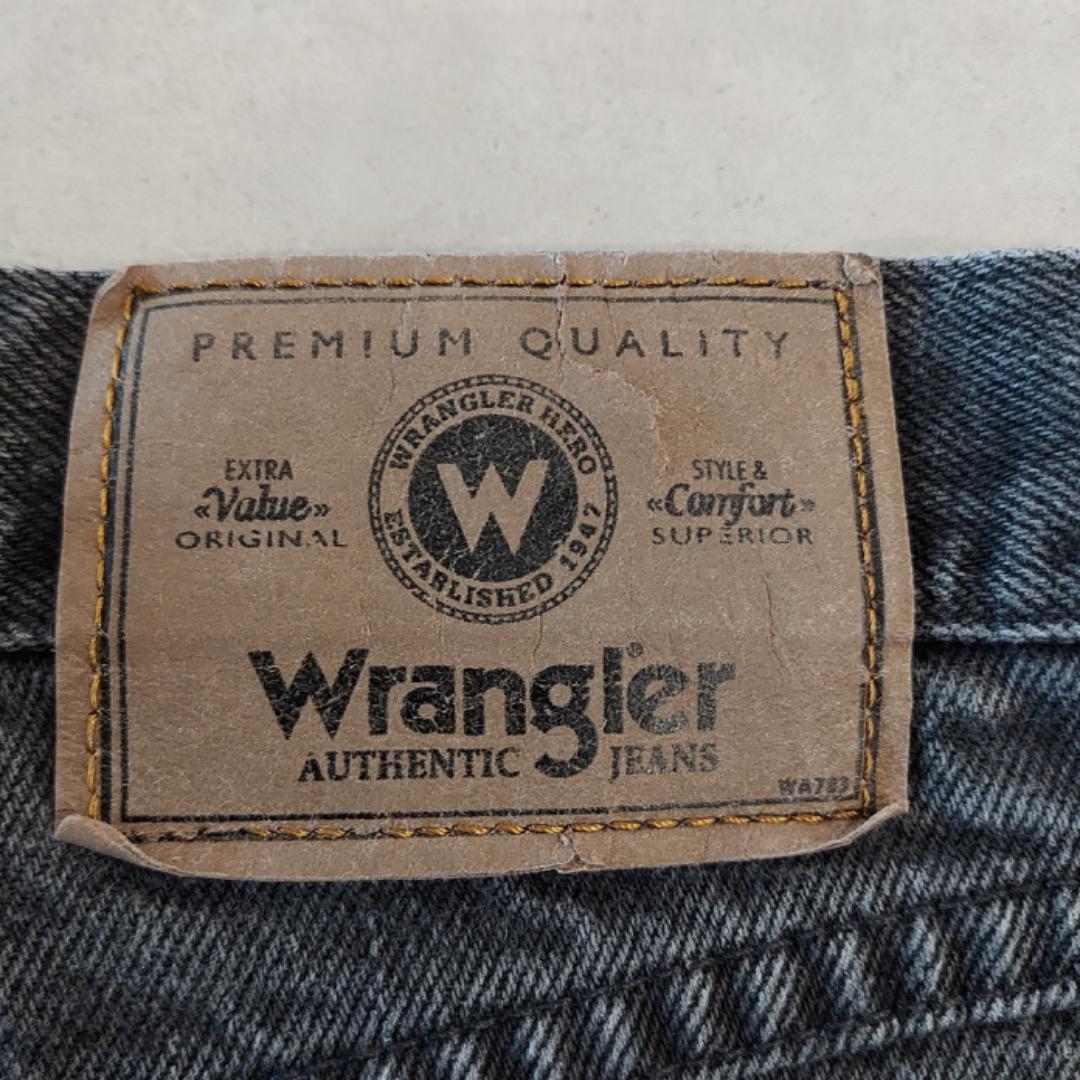 PREMIUM QUALITY
WRANGLER HERO
ESTABLISHED 1947
W
EXTRA
«Value»
ORIGINAL
STYLE &
«Comfort»
SUPERIOR
Wrangler
AUTHENTIC JEANS